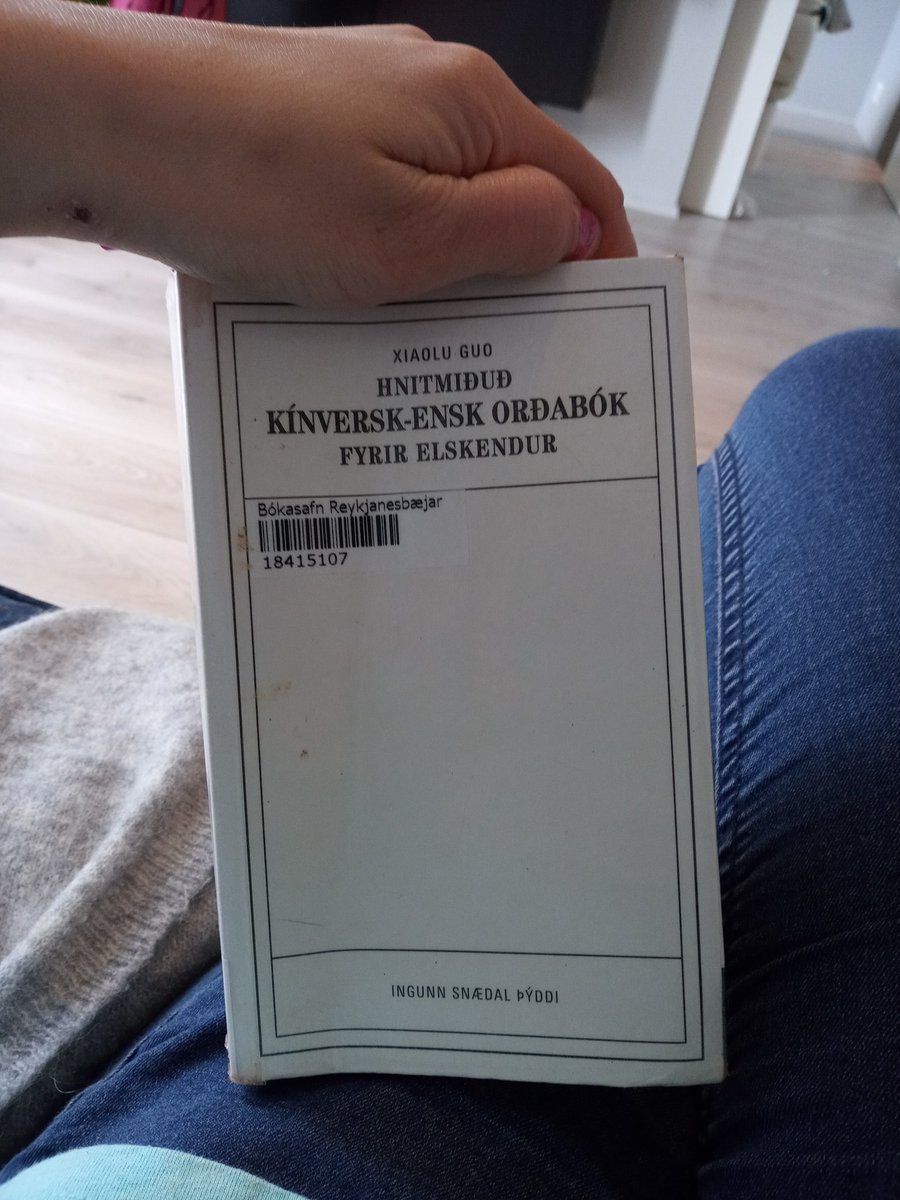 XIAOLU GUO
HNITMIÐUÐ
KÍNVERSK-ENSK ORÐABÓK
FYRIR ELSKENDUR
Bókasafn Reykjanesbæjar
18415107
INGUNN SNÆDAL ÞÝDDI